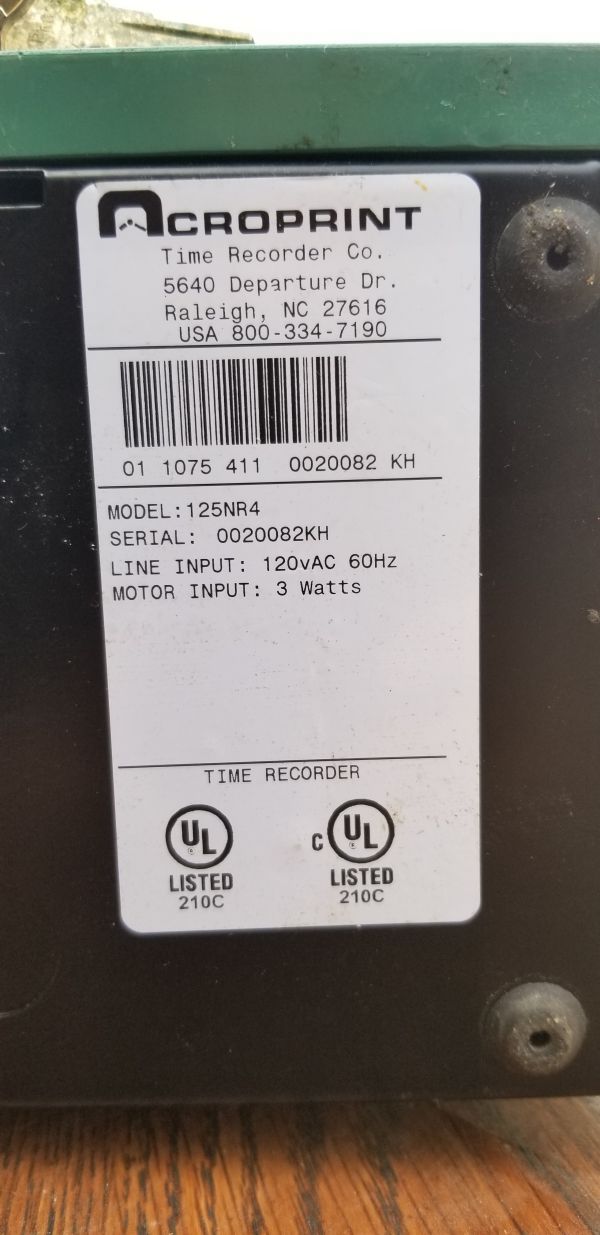 ACROPRINT
Time Recorder Co.
5640 Departure Dr.
Raleigh, NC 27616
USA 800-334-7190
01 1075 411 0020082 KH
MODEL:125NR4
SERIAL: 0020082KH
LINE INPUT: 120vAC 60Hz
MOTOR INPUT: 3 Watts
TIME RECORDER
UL C UL
LISTED LISTED
210C 210C